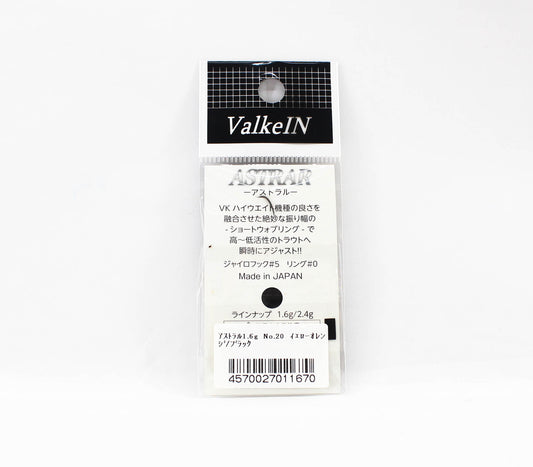 ValkeIN
ASTRAR
ーアストラルー
VK ハイウエイト機種の良さを
融合させた絶妙な振り幅の
- ショートウォブリング - で
高～低活性のトラウトへ
瞬時にアジャスト!!
ジャイロフック#5 リング#0
Made in JAPAN
ラインナップ 1.6g/2.4g
アストラル1.6g No.20 イエローオレン
ジ/ブラック
4570027011670